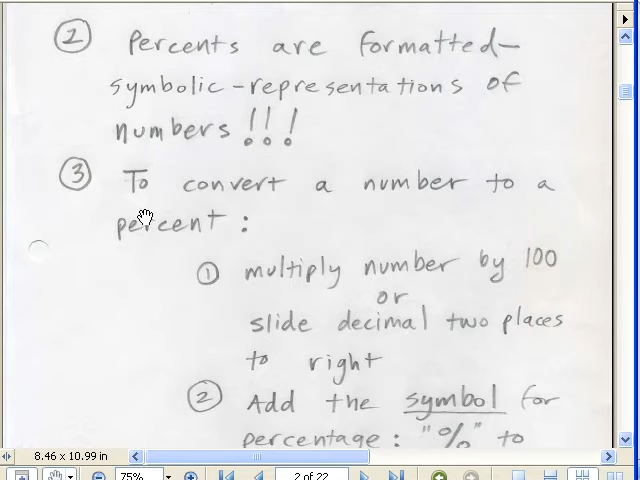 ② Percents are formatted-
symbolic-representations of
numbers !!!
③ To convert a number to a
percent:
① multiply number by 100
or
slide decimal two places
to right
② Add the symbol for
percentage: "%" to
8.46 x 10.99 in
75%
2 of 22